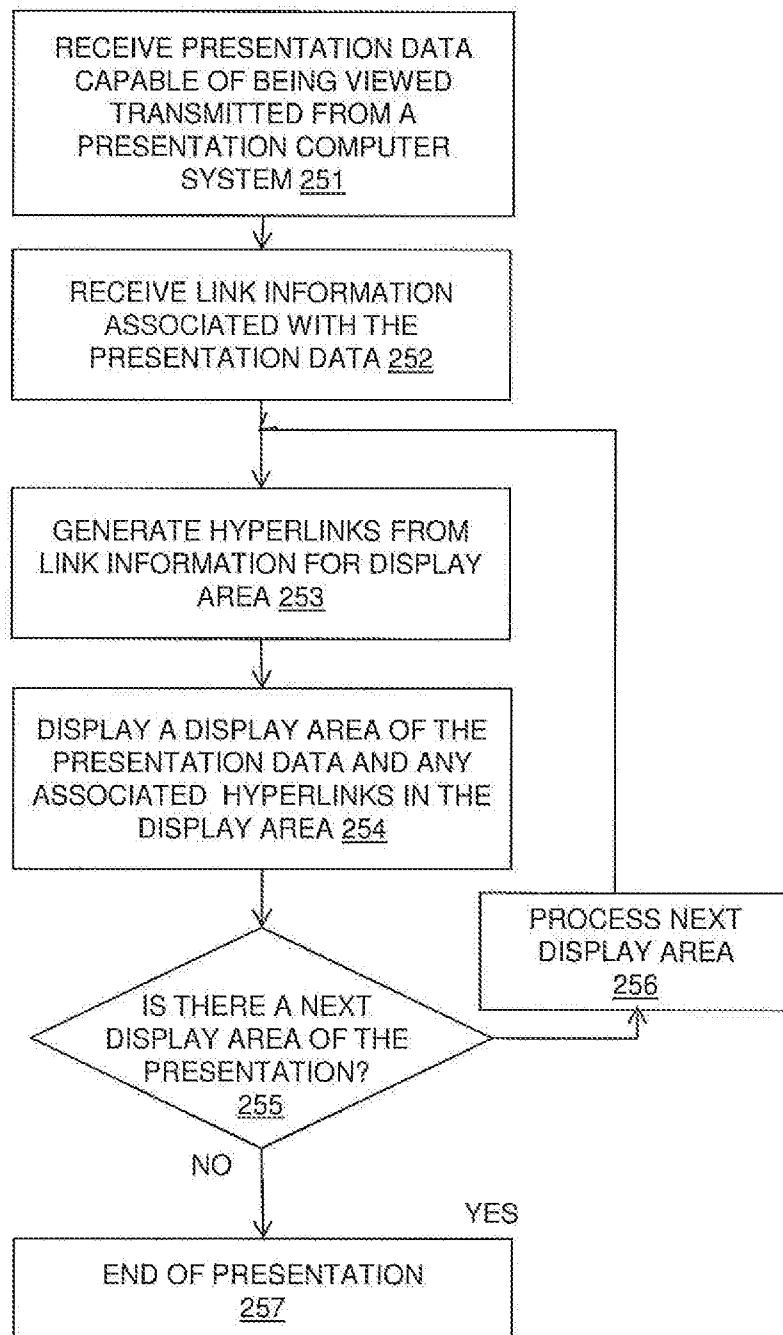 RECEIVE PRESENTATION DATA
CAPABLE OF BEING VIEWED
TRANSMITTED FROM A
PRESENTATION COMPUTER
SYSTEM 251
RECEIVE LINK INFORMATION
ASSOCIATED WITH THE
PRESENTATION DATA 252
GENERATE HYPERLINKS FROM
LINK INFORMATION FOR DISPLAY
AREA 253
DISPLAY A DISPLAY AREA OF THE
PRESENTATION DATA AND ANY
ASSOCIATED HYPERLINKS IN THE
DISPLAY AREA 254
PROCESS NEXT
DISPLAY AREA
256
IS THERE A NEXT
DISPLAY AREA OF THE
PRESENTATION?
255
NO
YES
END OF PRESENTATION
257